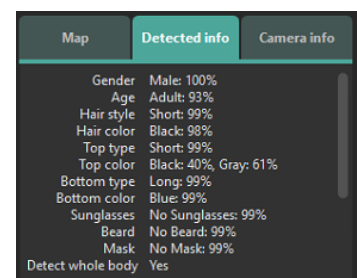 Map Detected info Camera info
Gender Male: 100%
Age Adult: 93%
Hair style Short: 99%
Hair color Black: 98%
Top type Short: 99%
Top color Black: 40%, Gray: 61%
Bottom type Long: 99%
Bottom color Blue: 99%
Sunglasses No Sunglasses: 99%
Beard No Beard: 99%
Mask No Mask: 99%
Detect whole body Yes